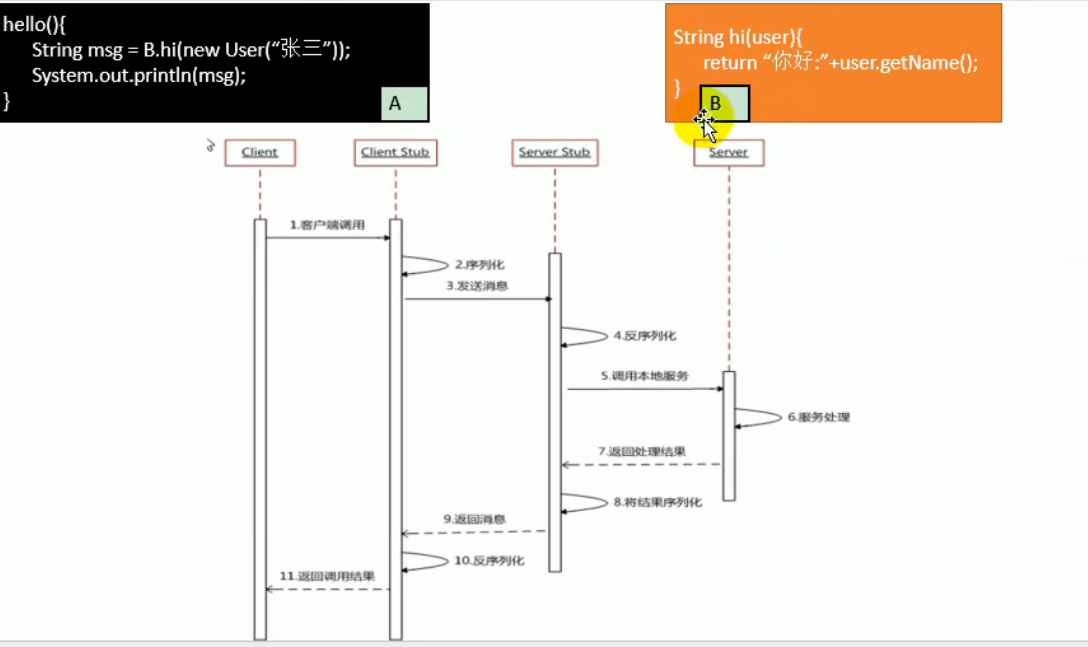 hello(){
String msg = B.hi(new User(“张三”));
System.out.println(msg);
}
A
String hi(user){
return “你好:”+user.getName();
}
B
Client
Client Stub
Server Stub
Server
1.客户端调用
2.序列化
3.发送消息
4.反序列化
5.调用本地服务
6.服务处理
7.返回处理结果
8.将结果序列化
9.返回消息
10.反序列化
11.返回调用结果